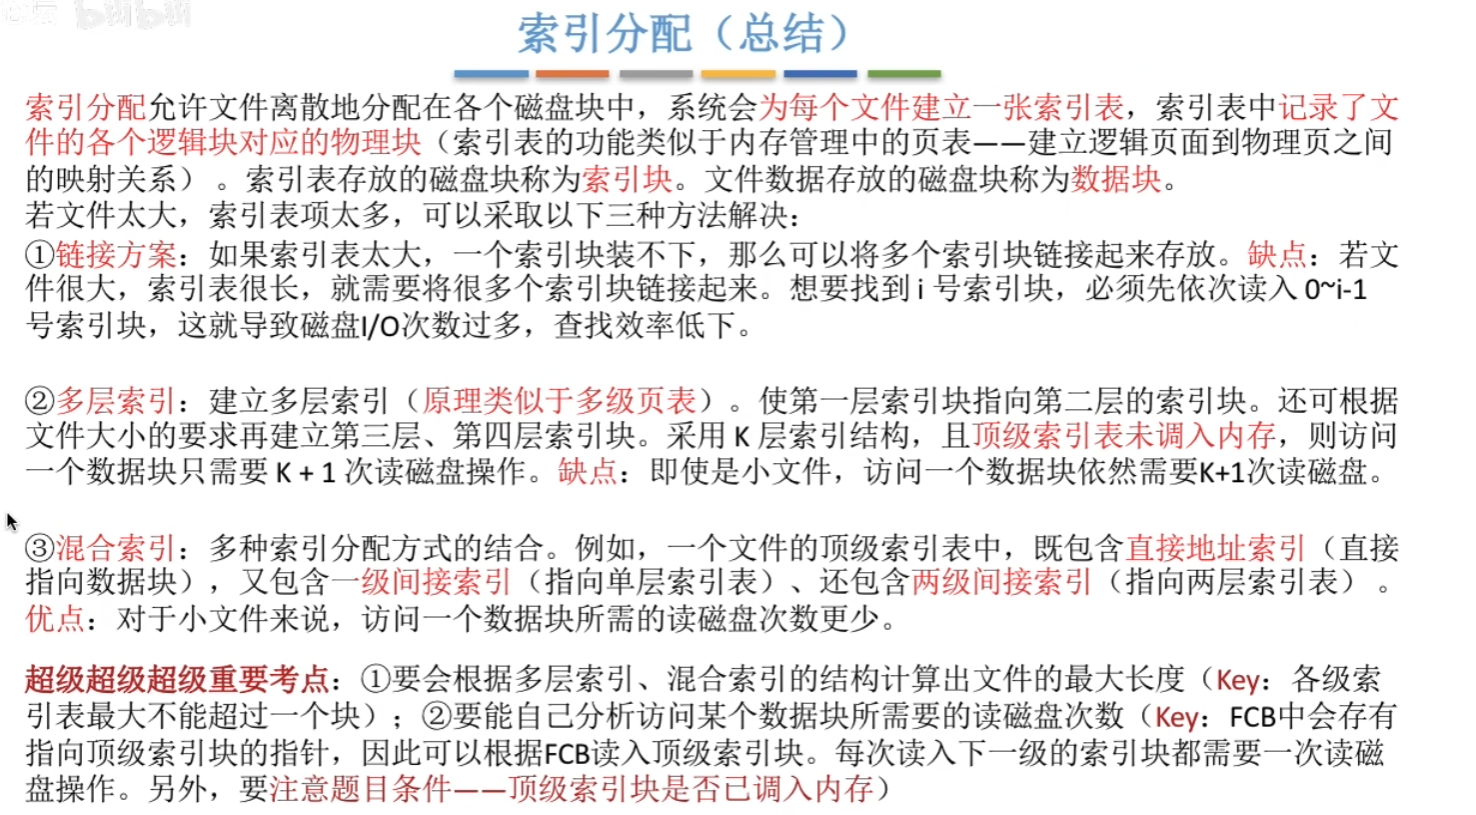 索引分配（总结）
索引分配允许文件离散地分配在各个磁盘块中，系统会为每个文件建立一张索引表，索引表中记录了文
件的各个逻辑块对应的物理块（索引表的功能类似于内存管理中的页表——建立逻辑页面到物理页之间
的映射关系）。索引表存放的磁盘块称为索引块。文件数据存放的磁盘块称为数据块。
若文件太大，索引表项太多，可以采取以下三种方法解决：
①链接方案：如果索引表太大，一个索引块装不下，那么可以将多个索引块链接起来存放。缺点：若文
件很大，索引表很长，就需要将很多个索引块链接起来。想要找到 i 号索引块，必须先依次读入 0~i-1
号索引块，这就导致磁盘I/O次数过多，查找效率低下。
②多层索引：建立多层索引（原理类似于多级页表）。使第一层索引块指向第二层的索引块。还可根据
文件大小的要求再建立第三层、第四层索引块。采用 K 层索引结构，且顶级索引表未调入内存，则访问
一个数据块只需要 K + 1 次读磁盘操作。缺点：即使是小文件，访问一个数据块依然需要K+1次读磁盘。
③混合索引：多种索引分配方式的结合。例如，一个文件的顶级索引表中，既包含直接地址索引（直接
指向数据块），又包含一级间接索引（指向单层索引表）、还包含两级间接索引（指向两层索引表）。
优点：对于小文件来说，访问一个数据块所需的读磁盘次数更少。
超级超级超级重要考点：①要会根据多层索引、混合索引的结构计算出文件的最大长度（Key：各级索
引表最大不能超过一个块）；②要能自己分析访问某个数据块所需要的读磁盘次数（Key：FCB中会存有
指向顶级索引块的指针，因此可以根据FCB读入顶级索引块。每次读入下一级的索引块都需要一次读磁
盘操作。另外，要注意题目条件——顶级索引块是否已调入内存）